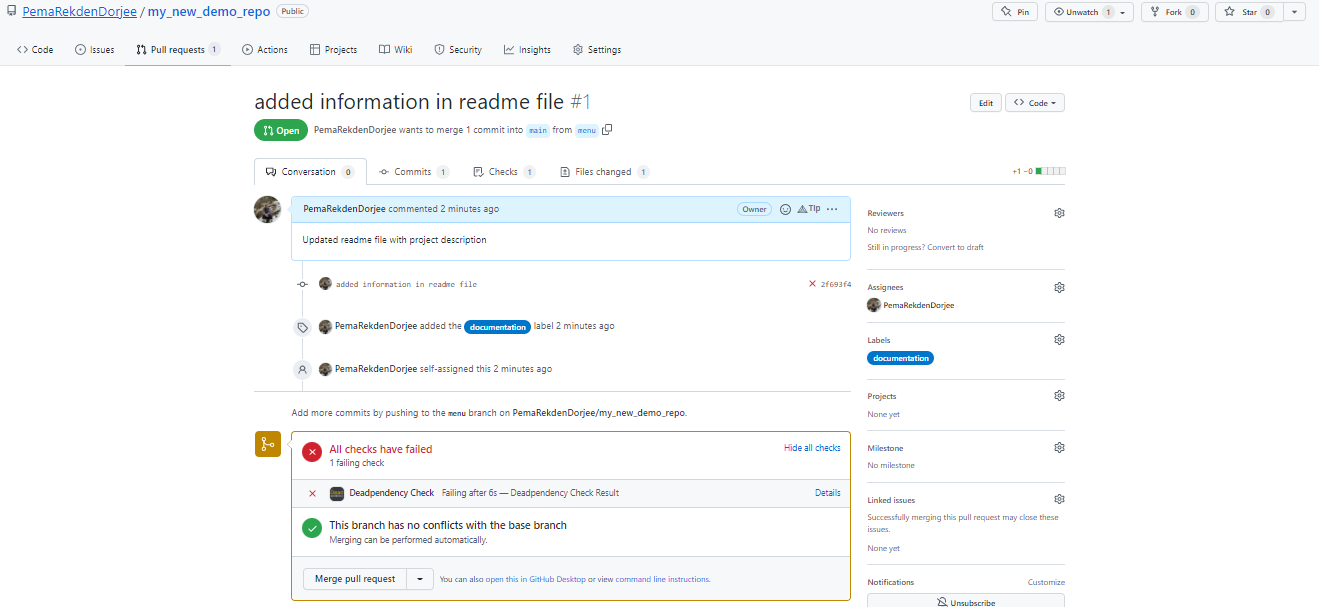 PemaRekdenDorjee / my_new_demo_repo Public
Pin Unwatch 1 Fork 0 Star 0
Code Issues Pull requests 1 Actions Projects Wiki Security Insights Settings
added information in readme file #1
Edit <> Code
Open PemaRekdenDorjee wants to merge 1 commit into main from menu
Conversation 0 Commits 1 Checks 1 Files changed 1
+1 −0
PemaRekdenDorjee commented 2 minutes ago Owner Tip ...
Updated readme file with project description
added information in readme file 2f693f4
PemaRekdenDorjee added the documentation label 2 minutes ago
PemaRekdenDorjee self-assigned this 2 minutes ago
Add more commits by pushing to the menu branch on PemaRekdenDorjee/my_new_demo_repo.
All checks have failed
Hide all checks
1 failing check
Deadpendency Check Failing after 6s — Deadpendency Check Result Details
This branch has no conflicts with the base branch
Merging can be performed automatically.
Merge pull request You can also open this in GitHub Desktop or view command line instructions.
Reviewers
No reviews
Still in progress? Convert to draft
Assignees
PemaRekdenDorjee
Labels
documentation
Projects
None yet
Milestone
No milestone
Linked issues
Successfully merging this pull request may close these
issues.
None yet
Notifications Customize
Unsubscribe